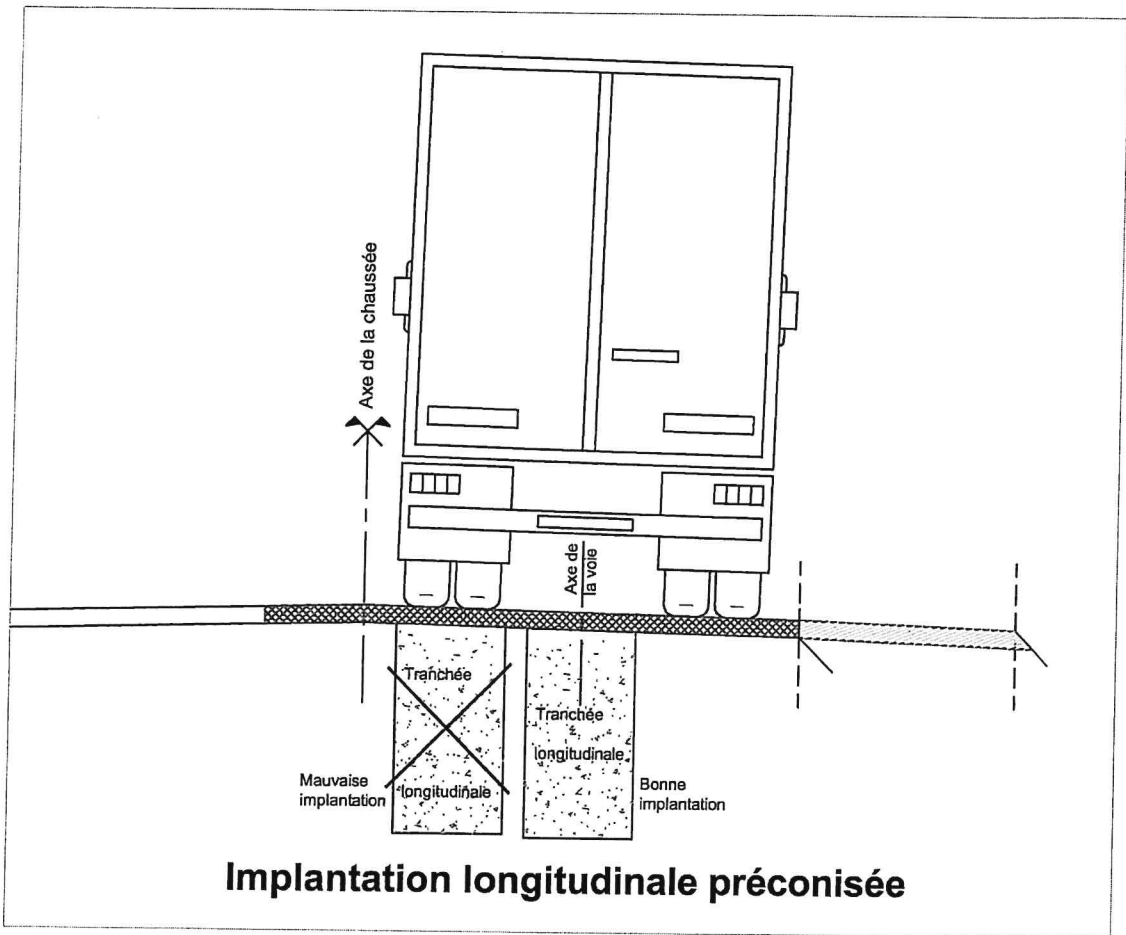 Axe de la chaussée
Axe de
la voie
Tranchée
longitudinale
Tranchée
longitudinale
Mauvaise
implantation
Bonne
implantation
Implantation longitudinale préconisée